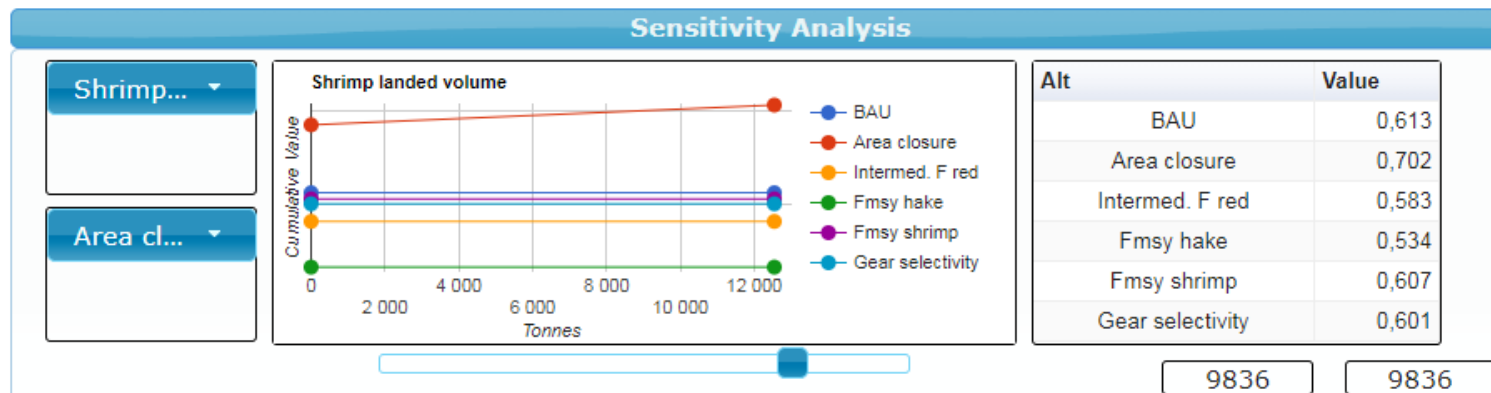 Sensitivity Analysis
Shrimp...
Area cl...
Shrimp landed volume
Cumulative Value
0
2 000
4 000
6 000
8 000
10 000
12 000
Tonnes
BAU
Area closure
Intermed. F red
Fmsy hake
Fmsy shrimp
Gear selectivity
Alt Value
BAU 0,613
Area closure 0,702
Intermed. F red 0,583
Fmsy hake 0,534
Fmsy shrimp 0,607
Gear selectivity 0,601
9836 9836